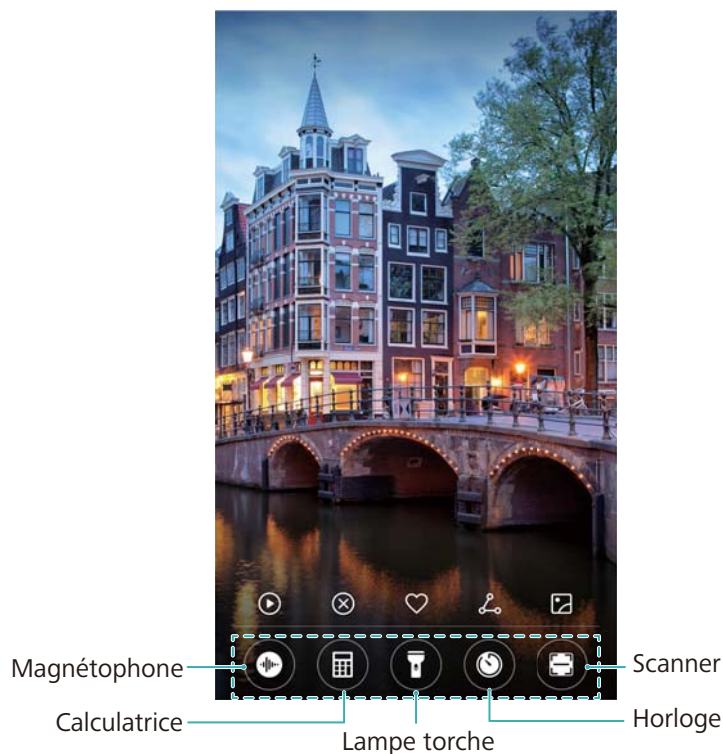 Magnétophone
Scanner
Calculatrice
Horloge
Lampe torche